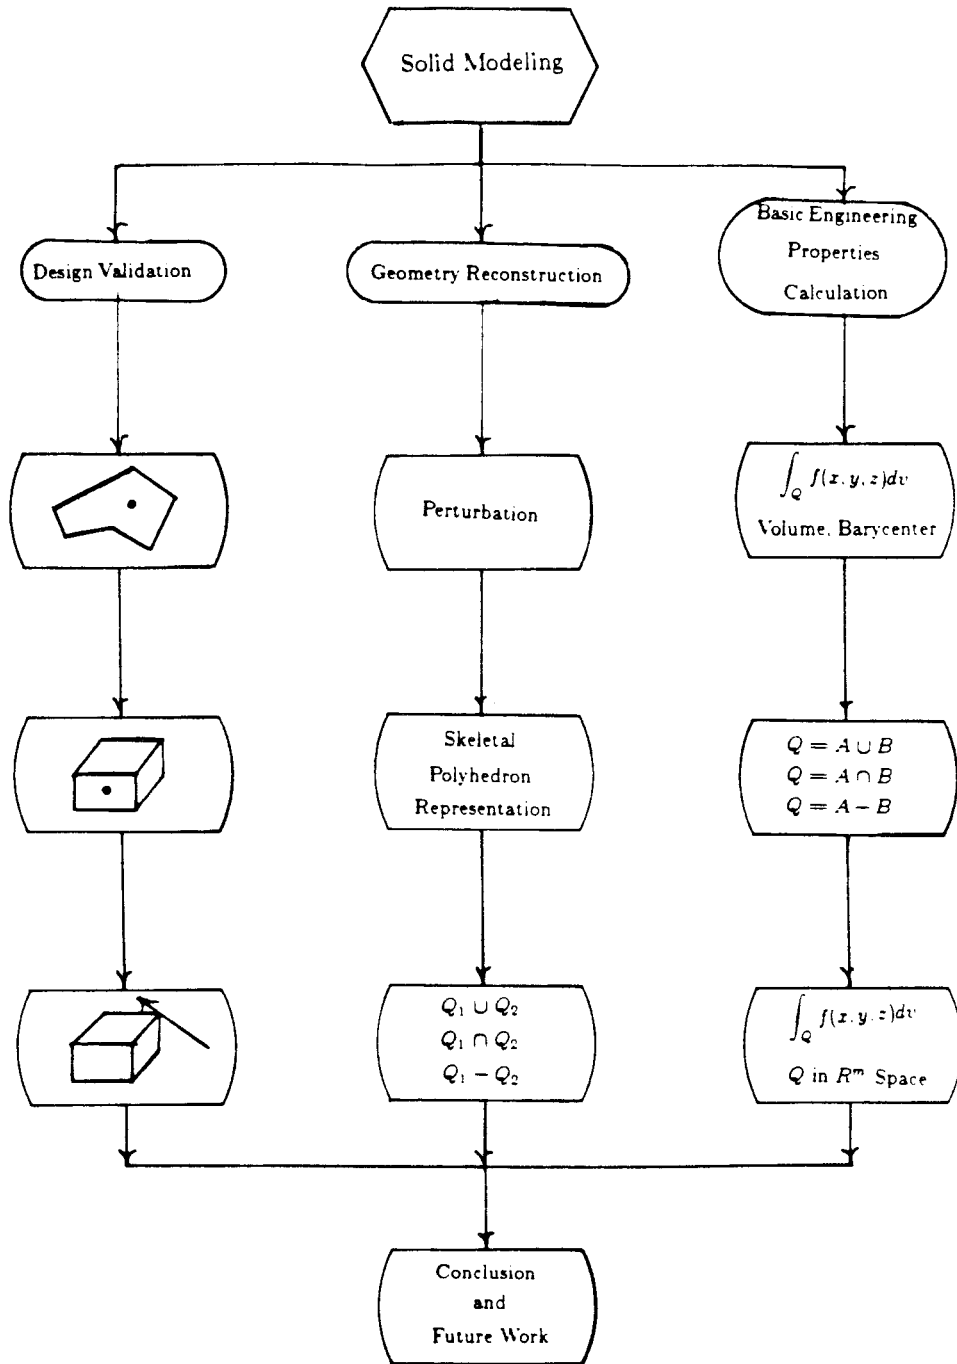 Solid Modeling
Design Validation
Geometry Reconstruction
Basic Engineering
Properties
Calculation
Perturbation
∫_Q f(x, y, z)dv
Volume, Barycenter
Skeletal
Polyhedron
Representation
Q = A ∪ B
Q = A ∩ B
Q = A − B
Q₁ ∪ Q₂
Q₁ ∩ Q₂
Q₁ − Q₂
∫_Q f(x, y, z)dv
Q in Rᵐ Space
Conclusion
and
Future Work